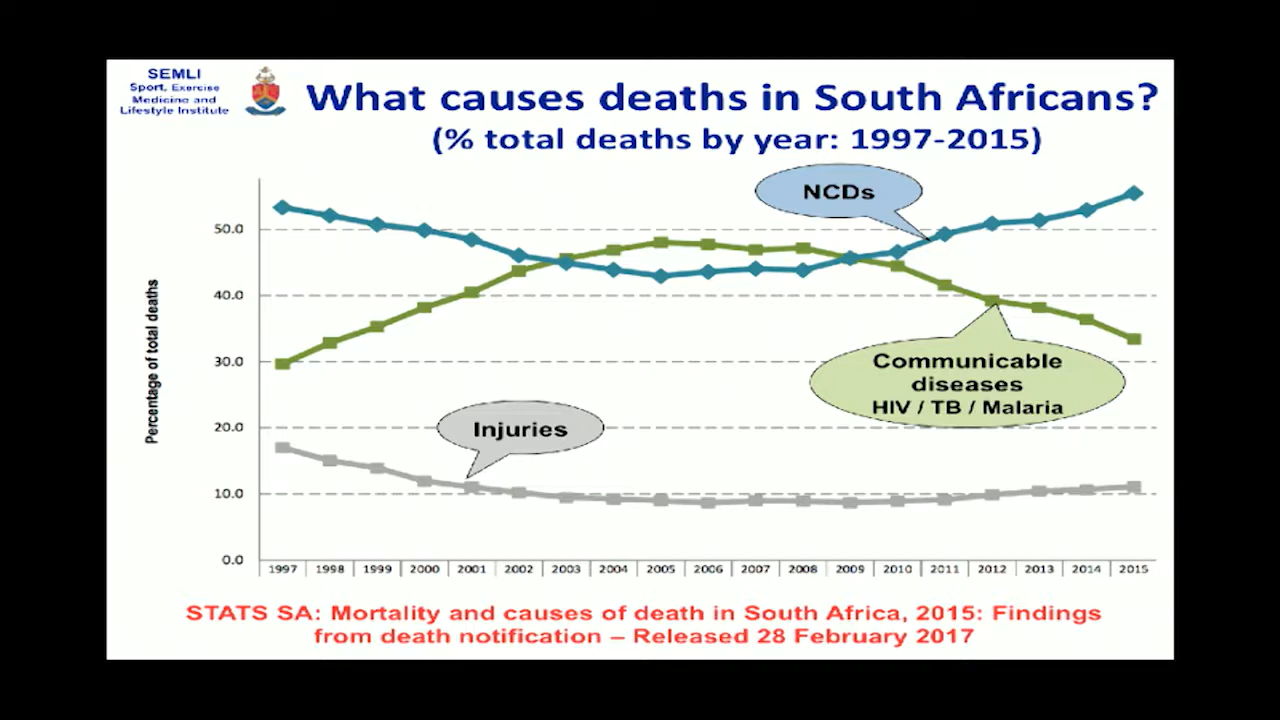 SEMLI
Sport, Exercise
Medicine and
Lifestyle Institute
What causes deaths in South Africans?
(% total deaths by year: 1997-2015)
NCDs
50.0
40.0
30.0
20.0
10.0
0.0
Percentage of total deaths
Communicable
diseases
HIV / TB / Malaria
Injuries
1997 1998 1999 2000 2001 2002 2003 2004 2005 2006 2007 2008 2009 2010 2011 2012 2013 2014 2015
STATS SA: Mortality and causes of death in South Africa, 2015: Findings
from death notification – Released 28 February 2017